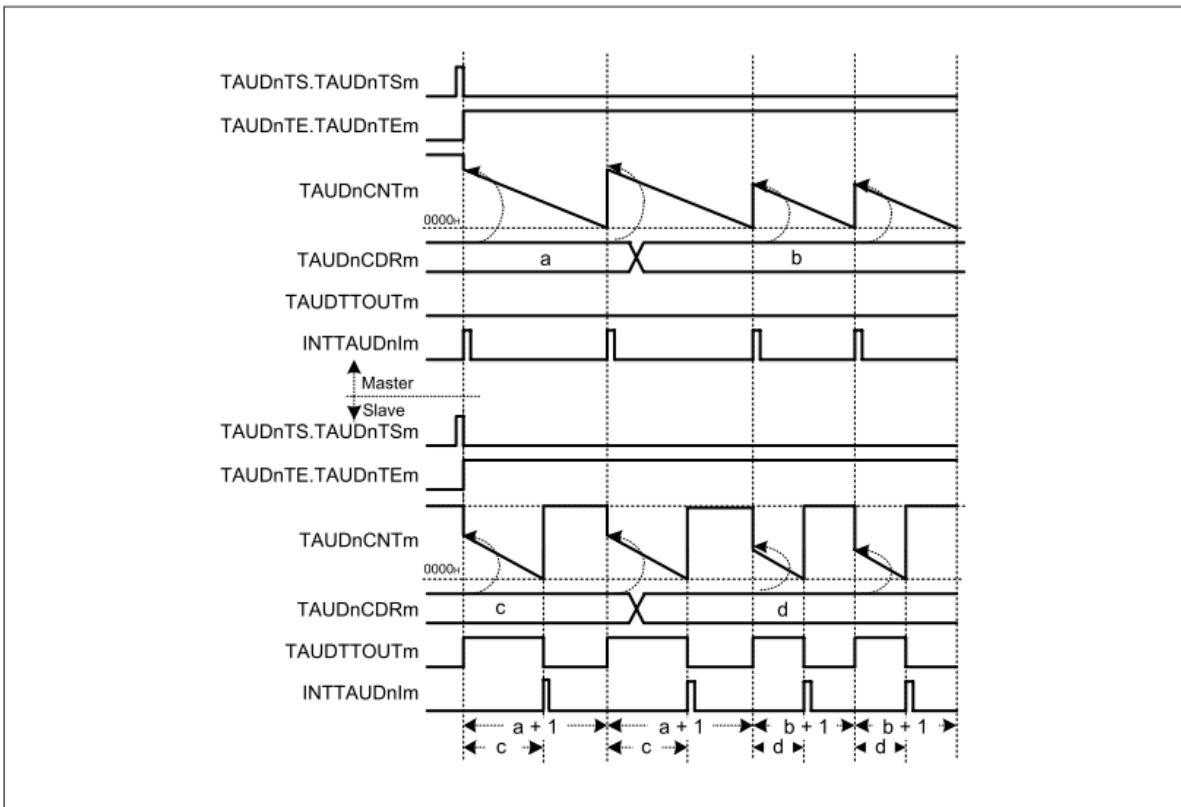 TAUDnTS.TAUDnTSm
TAUDnTE.TAUDnTEm
TAUDnCNTm
0000H
TAUDnCDRm
a
b
TAUDTTOUTm
INTTAUDnIm
Master
Slave
TAUDnTS.TAUDnTSm
TAUDnTE.TAUDnTEm
TAUDnCNTm
0000H
TAUDnCDRm
c
d
TAUDTTOUTm
INTTAUDnIm
a + 1
a + 1
b + 1
b + 1
c
c
d
d